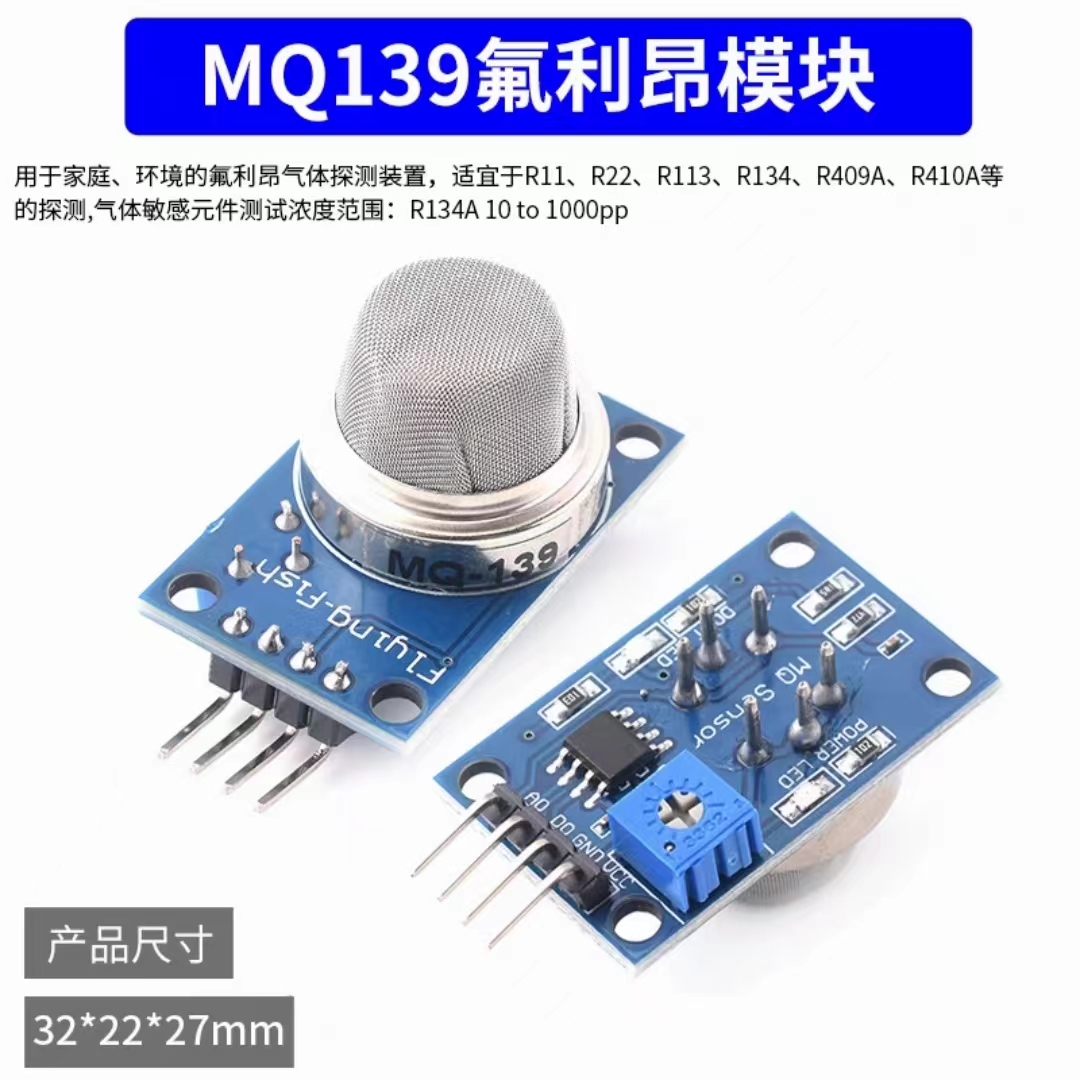 MQ139氟利昂模块
用于家庭、环境的氟利昂气体探测装置，适宜于R11、R22、R113、R134、R409A、R410A等
的探测,气体敏感元件测试浓度范围：R134A 10 to 1000pp
MQ-139
Flying-Fish
DOUT LED
MQ Sensor
POWER LED
103
102
AO
DO
GND
VCC
3362
产品尺寸
32*22*27mm